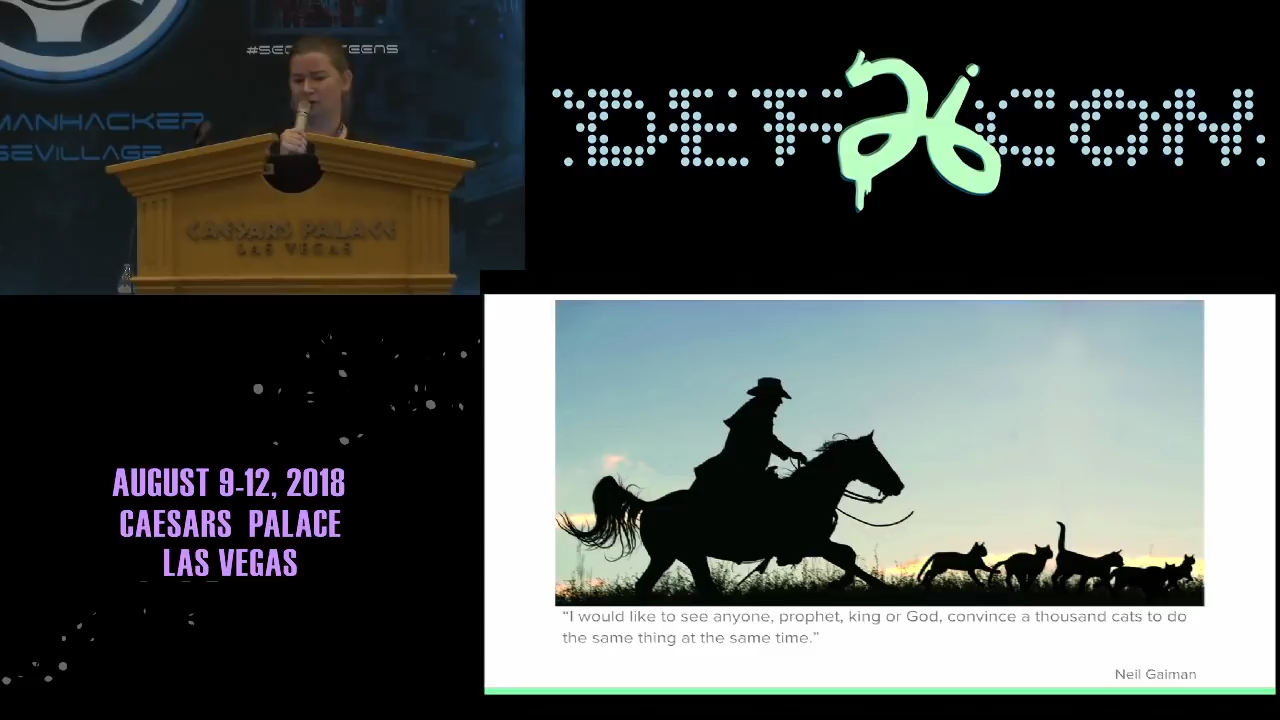 MANHACKER
SEVILLAGE
CAESARS PALACE
LAS VEGAS
DEF 26 CON
AUGUST 9-12, 2018
CAESARS PALACE
LAS VEGAS
“I would like to see anyone, prophet, king or God, convince a thousand cats to do
the same thing at the same time.”
Neil Gaiman